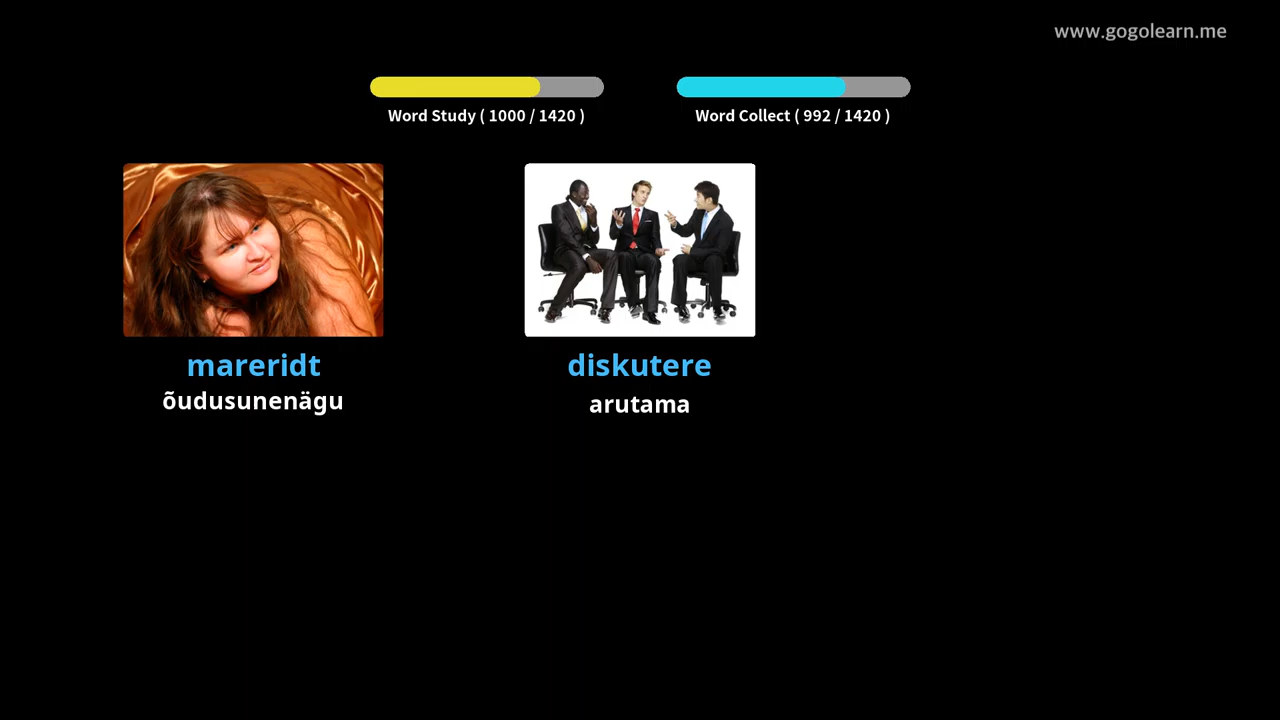 www.gogolearn.me
Word Study ( 1000 / 1420 )
Word Collect ( 992 / 1420 )
mareridt
õudusunenägu
diskutere
arutama